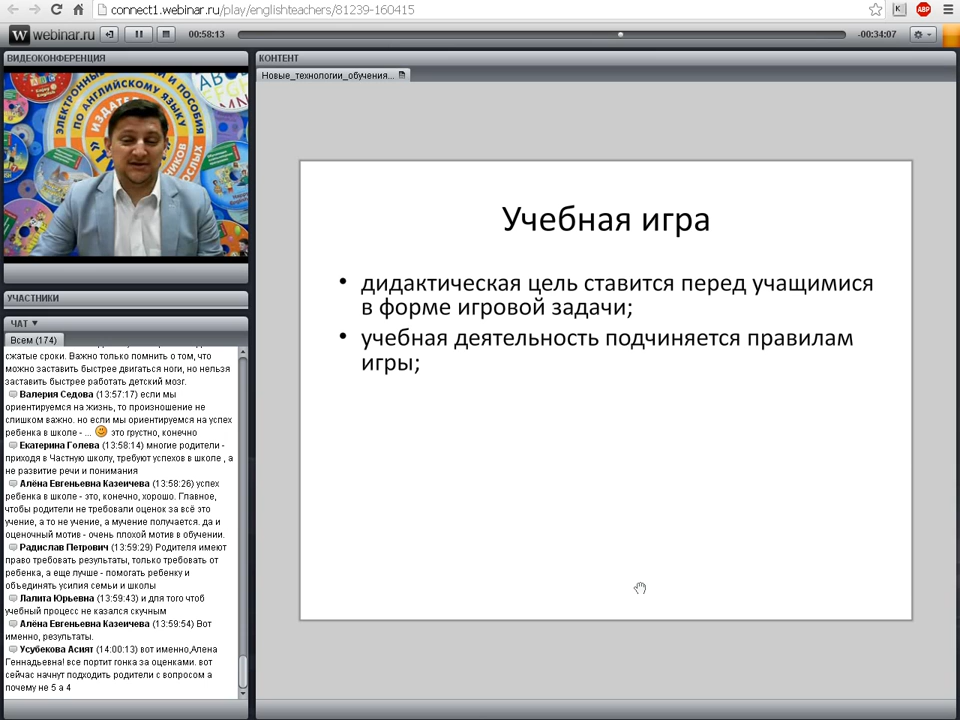 connect1.webinar.ru/play/englishteachers/81239-160415
webinar.ru
00:58:13
-00:34:07
ВИДЕОКОНФЕРЕНЦИЯ
ЭЛЕКТРОННЫЕ
И ПОСОБИЯ
ПО АНГЛИЙСКОМУ ЯЗЫКУ
УЧАСТНИКИ
ЧАТ
Всем (174)
сжатые сроки. Важно только помнить о том, что
можно заставить быстрее двигаться ноги, но нельзя
заставить быстрее работать детский мозг.
Валерия Седова (13:57:17) если мы
ориентируемся на жизнь, то произношение не
слишком важно. но если мы ориентируемся на успех
ребенка в школе - ... это грустно, конечно
Екатерина Голева (13:58:14) многие родители -
приходя в Частную школу, требуют успехов в школе , а
не развитие речи и понимания
Алёна Евгеньевна Казеичева (13:58:26) успех
ребенка в школе - это, конечно, хорошо. Главное,
чтобы родители не требовали оценок за всё это
учение, а то не учение, а мучение получается. да и
оценочный мотив - очень плохой мотив в обучении.
Радислав Петрович (13:59:29) Родителя имеют
право требовать результаты, только требовать от
ребенка, а еще лучше - помогать ребенку и
объединять усилия семьи и школы
Лалита Юрьевна (13:59:43) и для того чтоб
учебный процесс не казался скучным
Алёна Евгеньевна Казеичева (13:59:54) Вот
именно, результаты.
Усубекова Асият (14:00:13) вот именно,Алена
Геннадьевна! все портит гонка за оценками. вот
сейчас начнут подходить родители с вопросом а
почему не 5 а 4
КОНТЕНТ
Новые_технологии_обучения...
Учебная игра
• дидактическая цель ставится перед учащимися
в форме игровой задачи;
• учебная деятельность подчиняется правилам
игры;